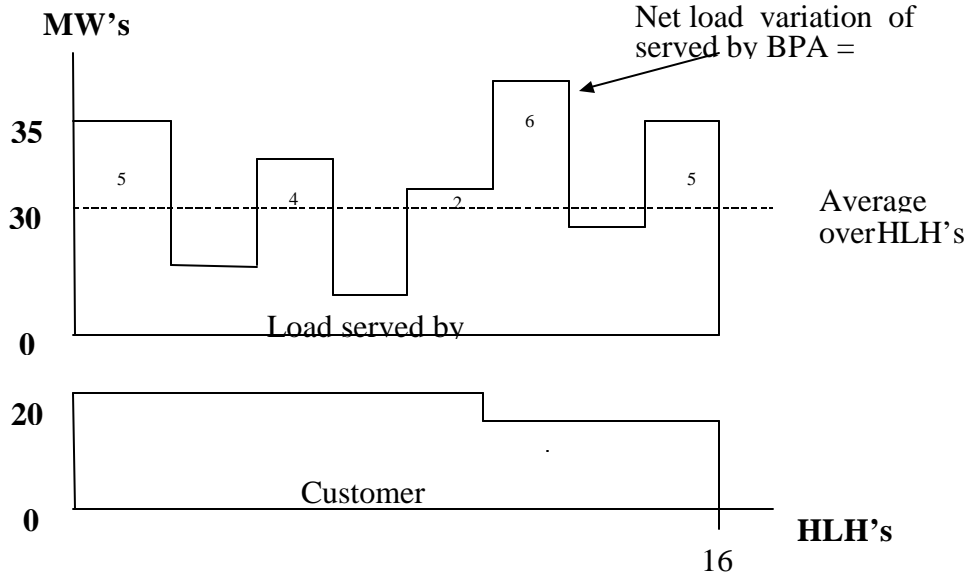 MW's
Net load variation of
served by BPA =
35
5
4
2
6
5
30
Average
overHLH's
Load served by
0
20
Customer
0
HLH's
16